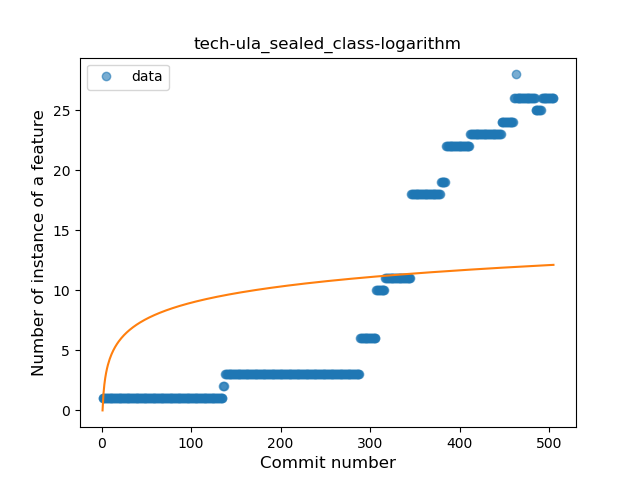 tech-ula_sealed_class-logarithm
data
Number of instance of a feature
25
20
15
10
5
0
0 100 200 300 400 500
Commit number